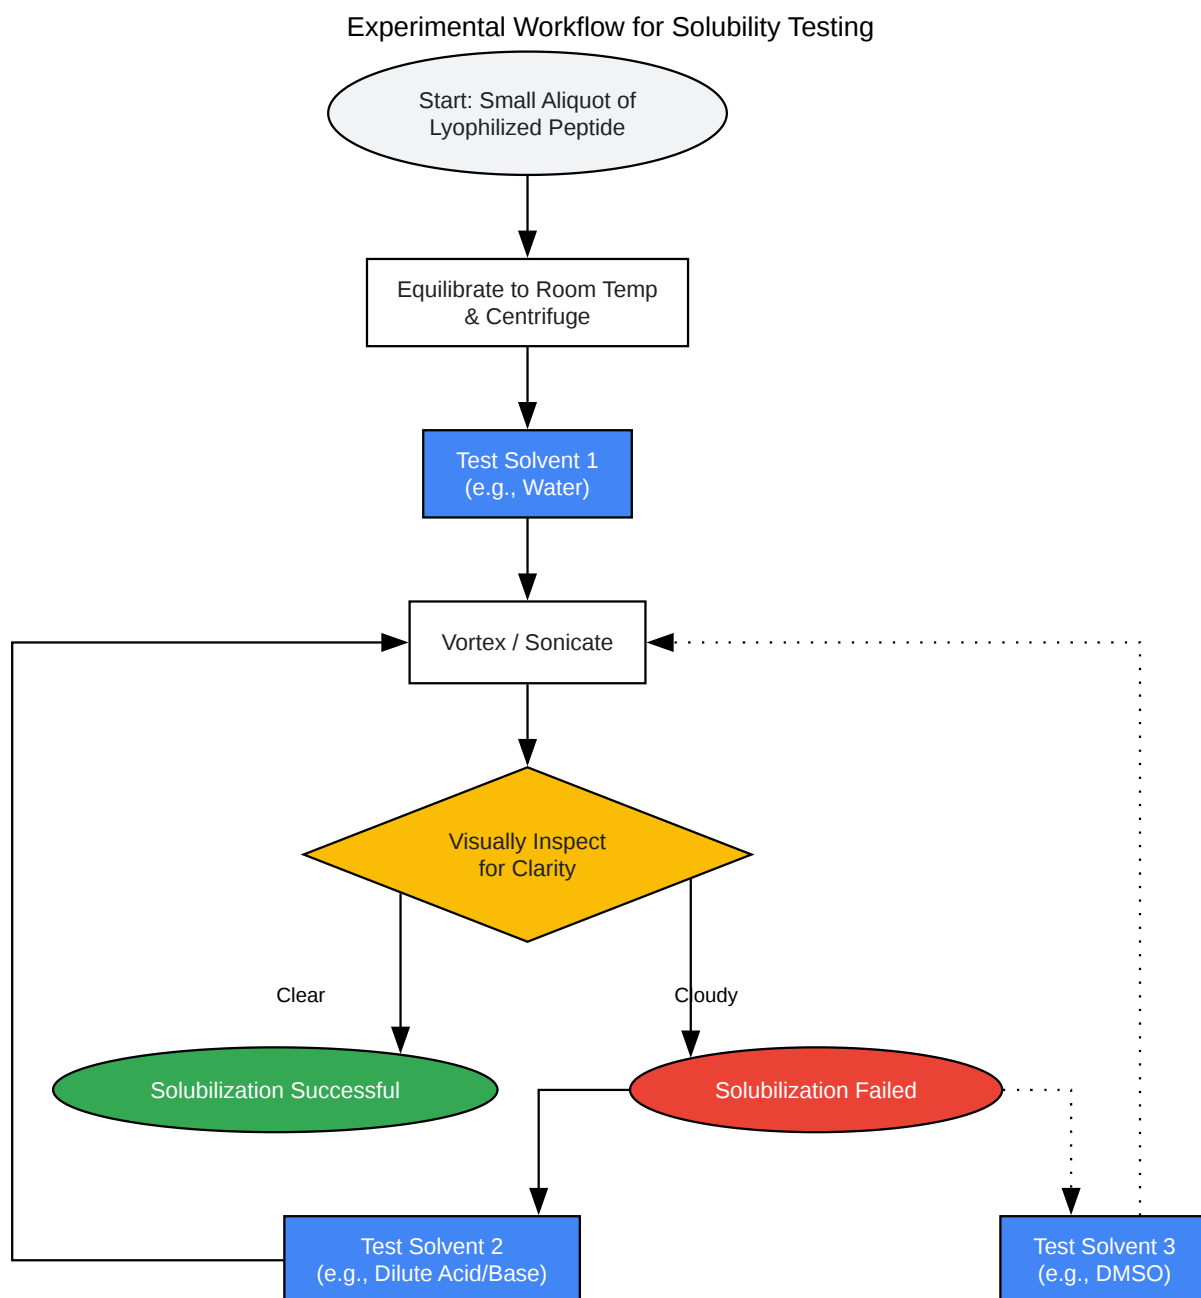 Experimental Workflow for Solubility Testing
Start: Small Aliquot of
Lyophilized Peptide
Equilibrate to Room Temp
& Centrifuge
Test Solvent 1
(e.g., Water)
Vortex / Sonicate
Visually Inspect
for Clarity
Clear
Cloudy
Solubilization Successful
Solubilization Failed
Test Solvent 2
(e.g., Dilute Acid/Base)
Test Solvent 3
(e.g., DMSO)